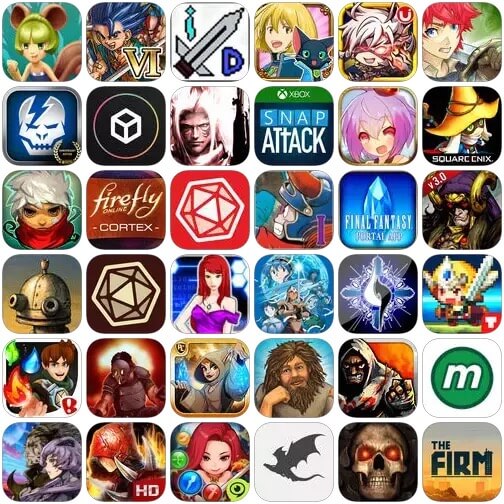 VI
i
D
U
XBOX
SNAP
ATTACK
SQUARE ENIX
firefly
ONLINE
CORTEX
I
FINAL FANTASY
PORTAL APP
v3.0
m
HD
THE
FIRM